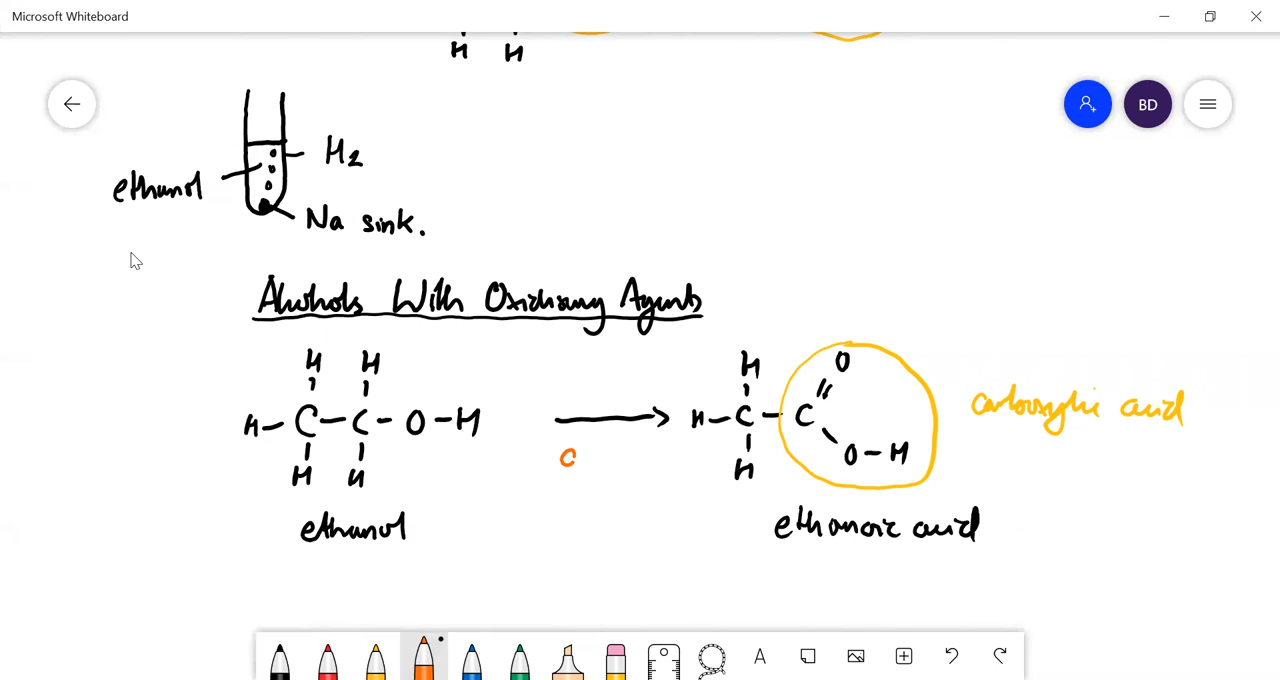 Microsoft Whiteboard
H H
BD
H2
ethanol
Na sink.
Alcohols With Oxidising Agents
H H H O
H-C-C-O-H H-C-C carboxylic acid
C O-H
H H H
ethanol ethanoic acid
A